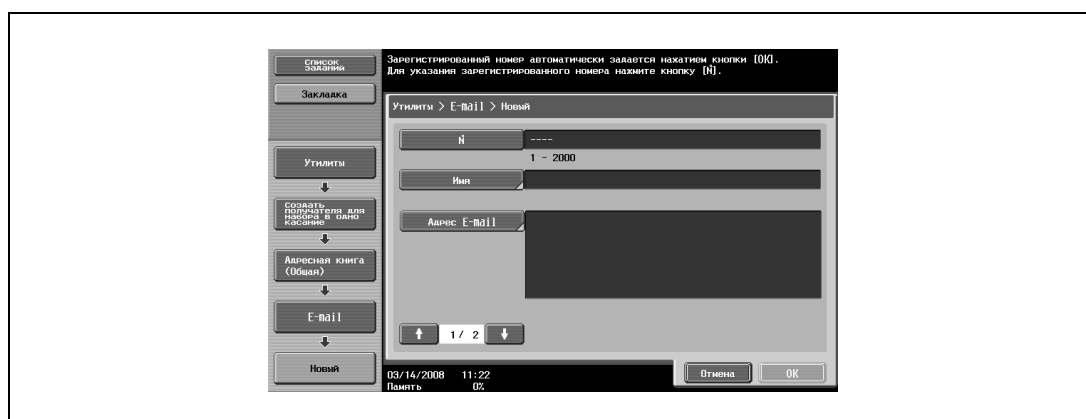 Список
заданий
Закладка
Утилиты
Создать
получателя для
набора в одно
касание
Адресная книга
(Общая)
E-mail
Новый
Зарегистрированный номер автоматически задается нажатием кнопки [OK].
Для указания зарегистрированного номера нажмите кнопку [№].
Утилиты > E-mail > Новый
№ ----
1 - 2000
Имя
Адрес E-mail
1/ 2
03/14/2008 11:22
Память 0%
Отмена OK